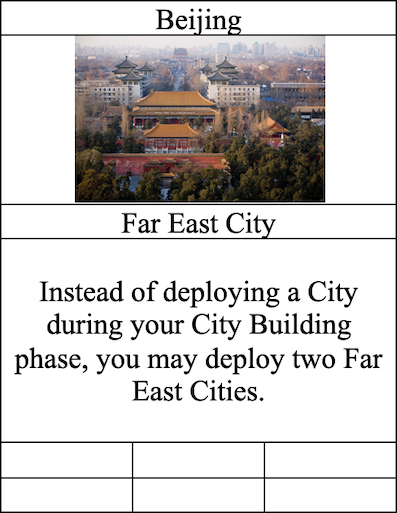 Beijing
Far East City
Instead of deploying a City
during your City Building
phase, you may deploy two Far
East Cities.